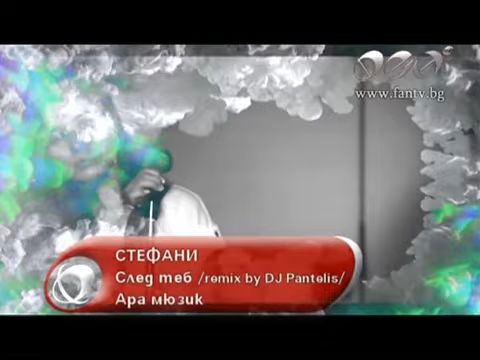 www.fantv.bg
СТЕФАНИ
След теб /remix by DJ Pantelis/
Ара мюзик